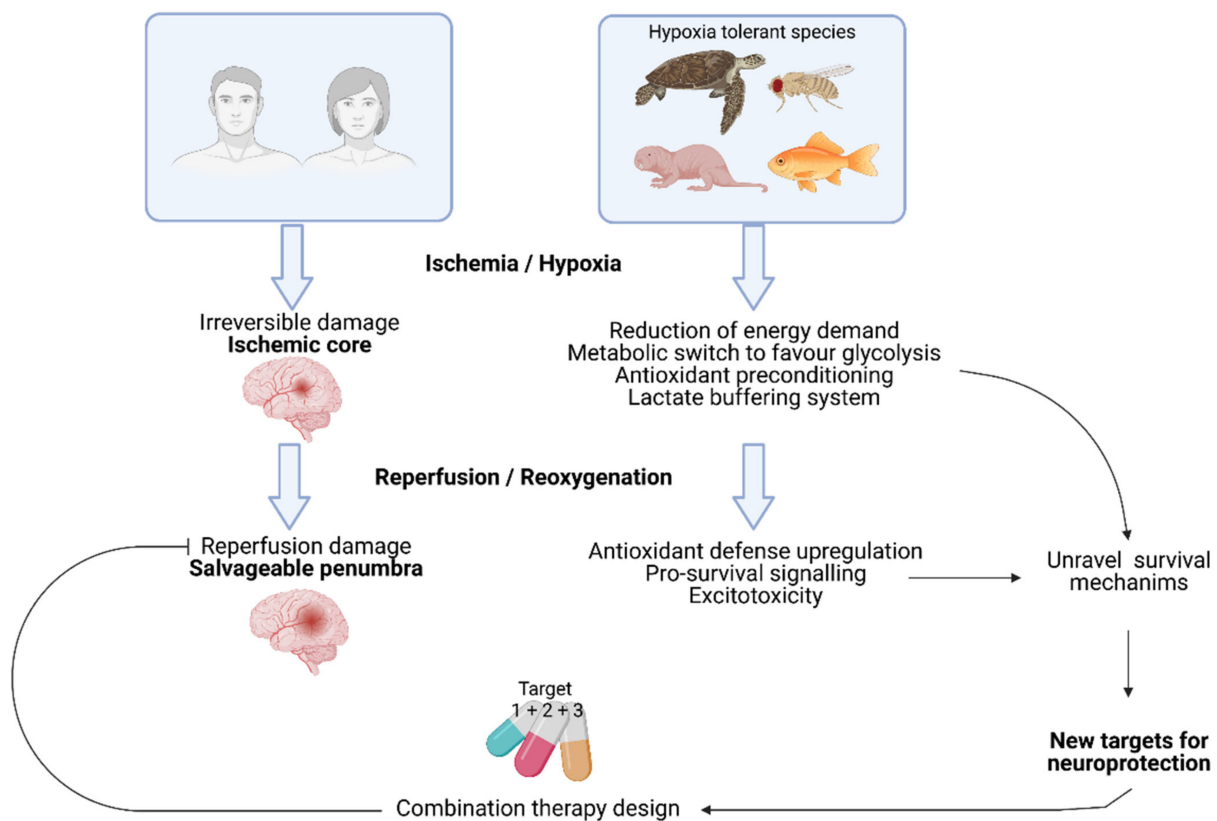 Hypoxia tolerant species
Ischemia / Hypoxia
Irreversible damage
Ischemic core
Reduction of energy demand
Metabolic switch to favour glycolysis
Antioxidant preconditioning
Lactate buffering system
Reperfusion / Reoxygenation
Reperfusion damage
Salvageable penumbra
Antioxidant defense upregulation
Pro-survival signalling
Excitotoxicity
Unravel survival
mechanims
Target
1 + 2 + 3
New targets for
neuroprotection
Combination therapy design